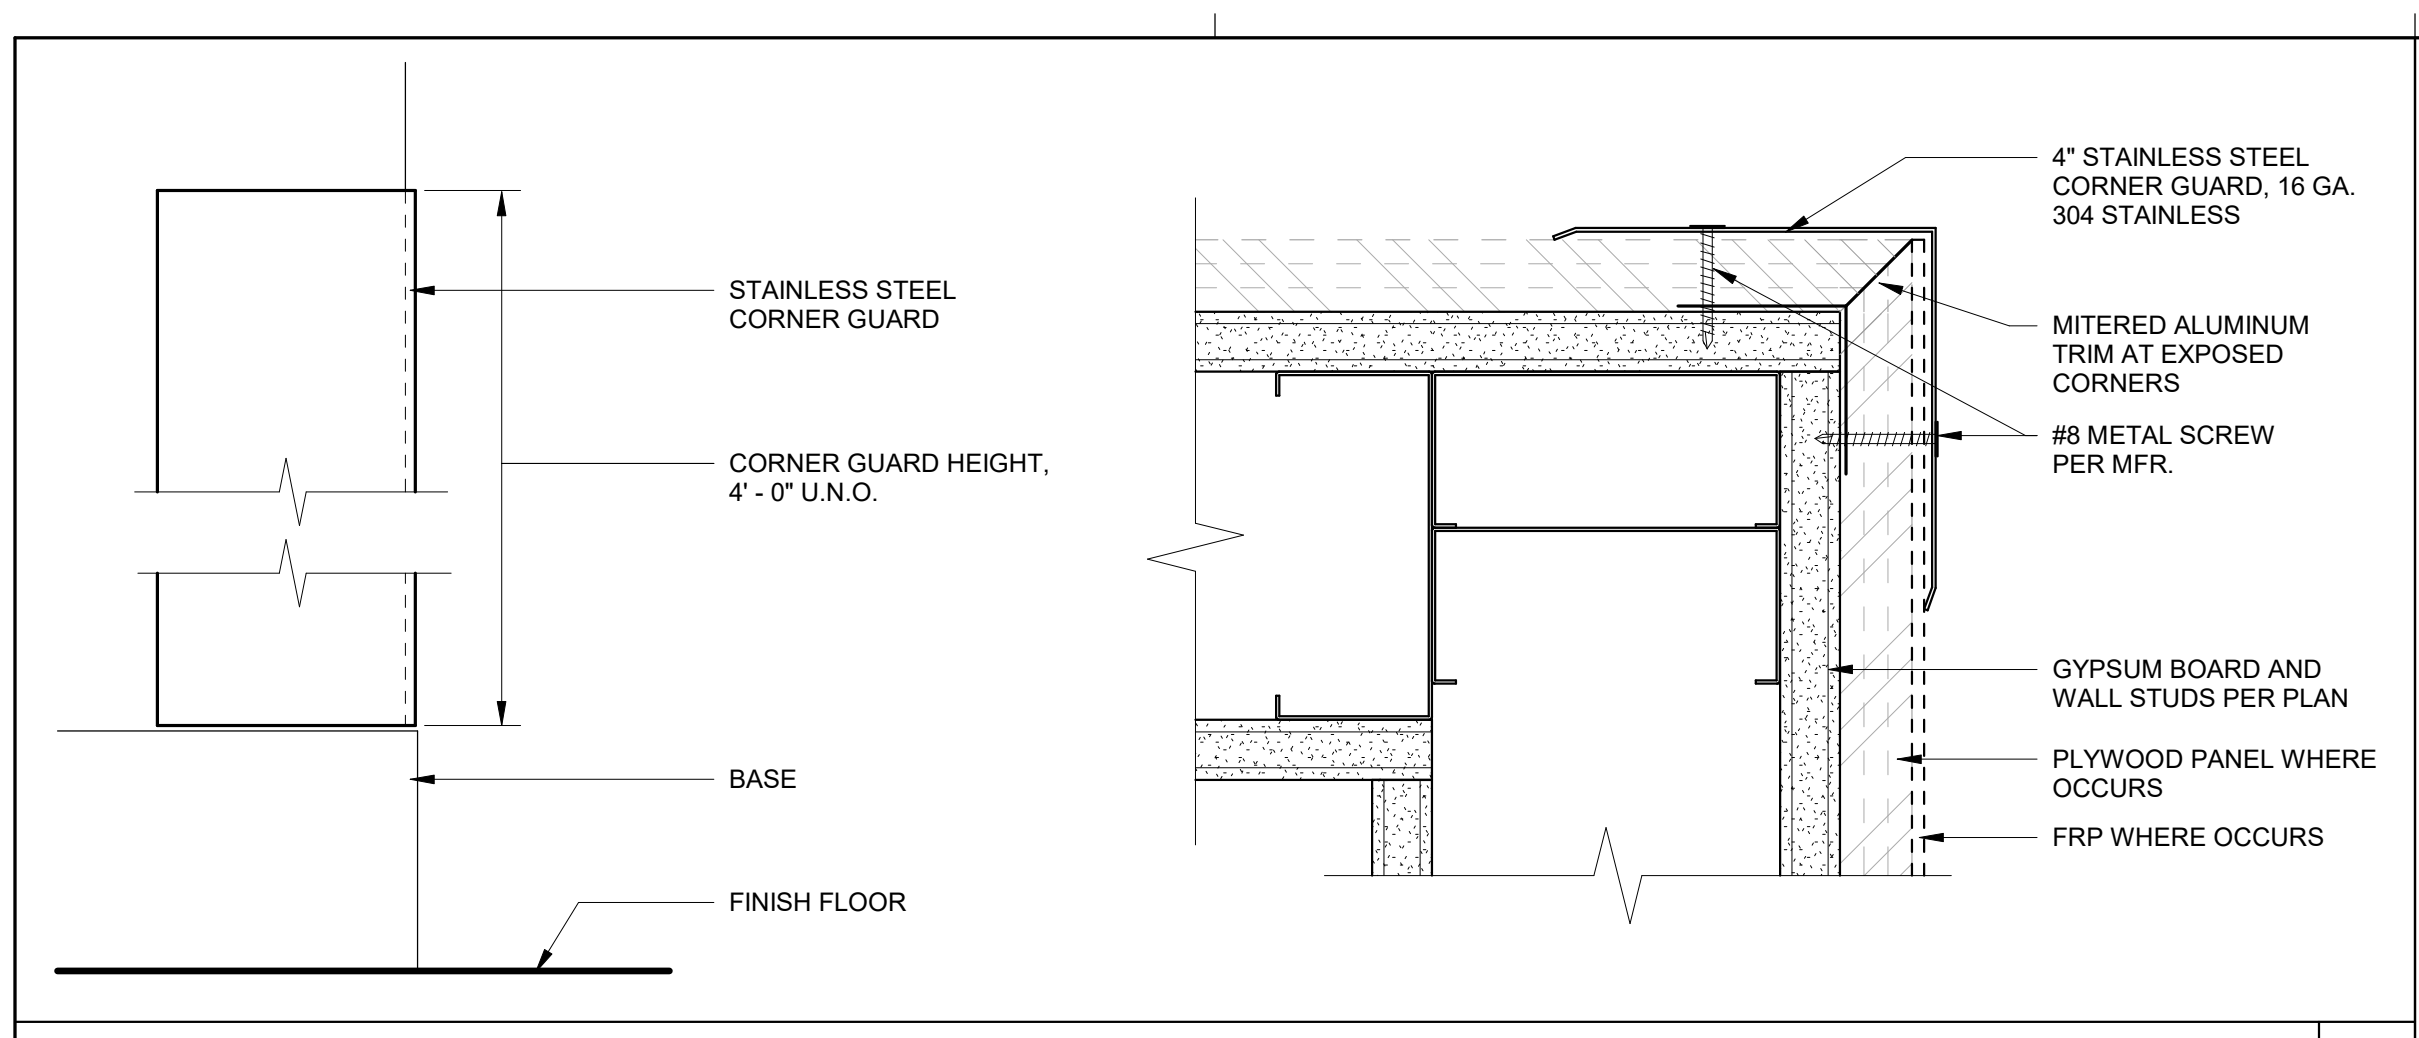 STAINLESS STEEL
CORNER GUARD
CORNER GUARD HEIGHT,
4' - 0" U.N.O.
BASE
FINISH FLOOR
4" STAINLESS STEEL
CORNER GUARD, 16 GA.
304 STAINLESS
MITERED ALUMINUM
TRIM AT EXPOSED
CORNERS
#8 METAL SCREW
PER MFR.
GYPSUM BOARD AND
WALL STUDS PER PLAN
PLYWOOD PANEL WHERE
OCCURS
FRP WHERE OCCURS